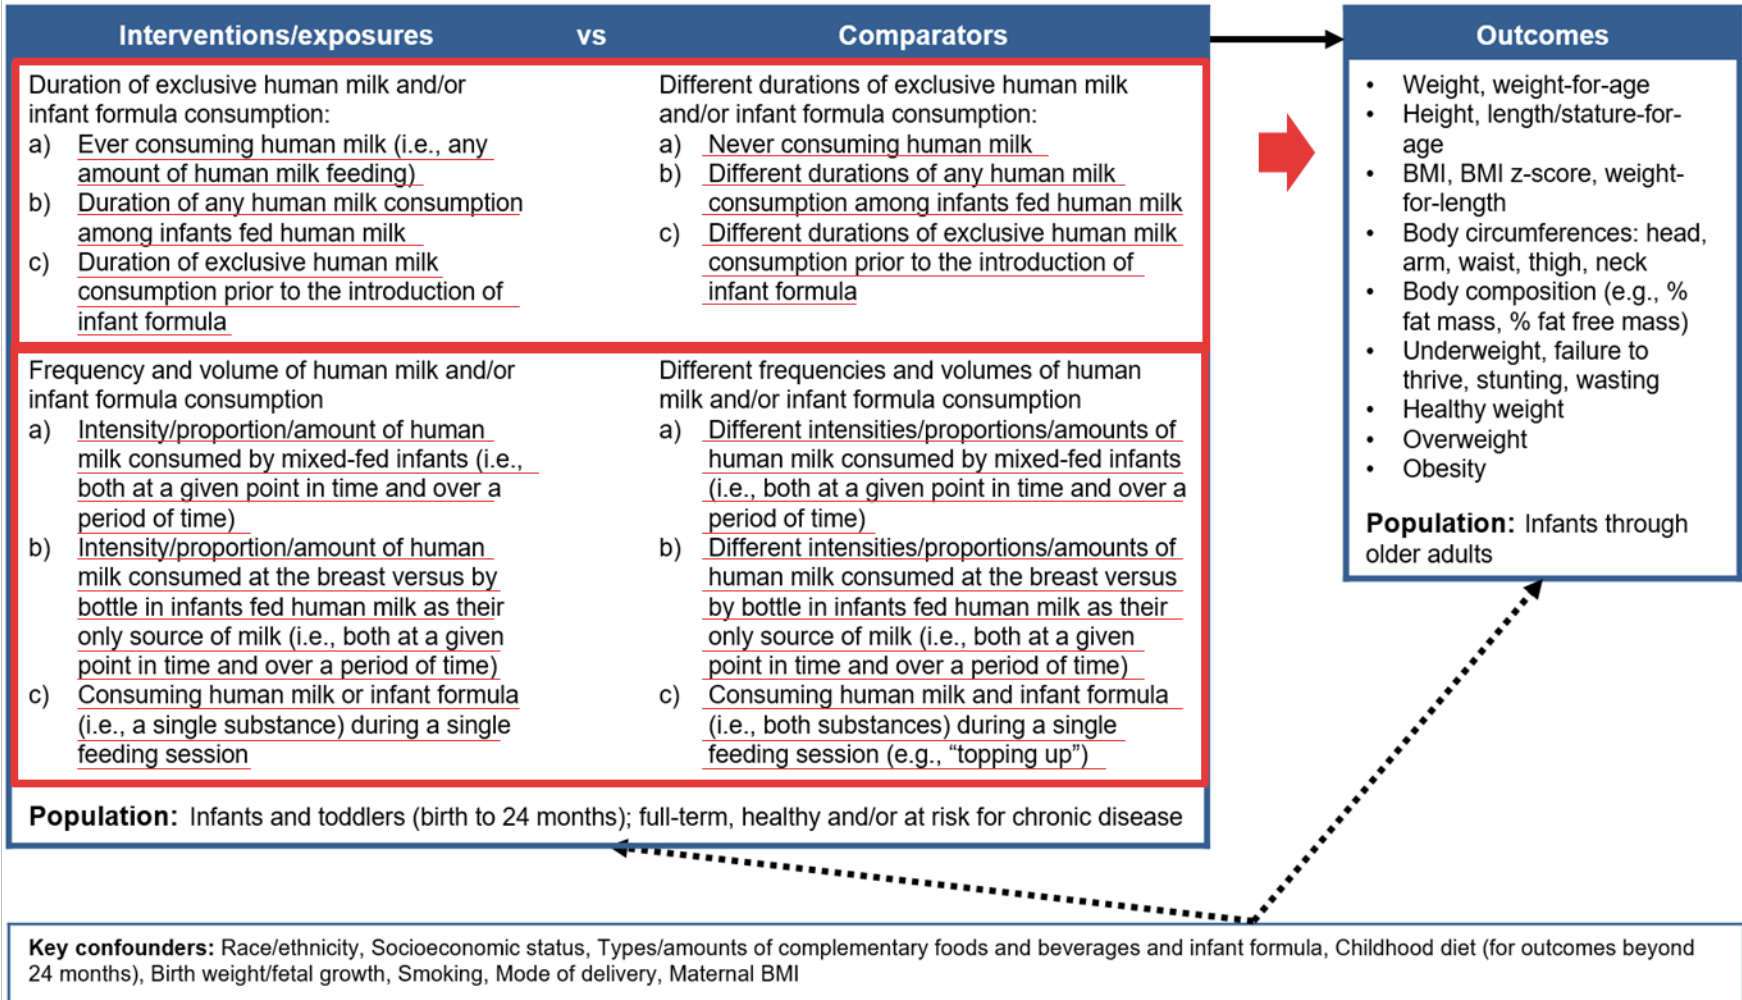 Interventions/exposures vs Comparators
Duration of exclusive human milk and/or
infant formula consumption:
a) Ever consuming human milk (i.e., any
amount of human milk feeding)
b) Duration of any human milk consumption
among infants fed human milk
c) Duration of exclusive human milk
consumption prior to the introduction of
infant formula
Different durations of exclusive human milk
and/or infant formula consumption:
a) Never consuming human milk
b) Different durations of any human milk
consumption among infants fed human milk
c) Different durations of exclusive human milk
consumption prior to the introduction of
infant formula
Frequency and volume of human milk and/or
infant formula consumption
a) Intensity/proportion/amount of human
milk consumed by mixed-fed infants (i.e.,
both at a given point in time and over a
period of time)
b) Intensity/proportion/amount of human
milk consumed at the breast versus by
bottle in infants fed human milk as their
only source of milk (i.e., both at a given
point in time and over a period of time)
c) Consuming human milk or infant formula
(i.e., a single substance) during a single
feeding session
Different frequencies and volumes of human
milk and/or infant formula consumption
a) Different intensities/proportions/amounts of
human milk consumed by mixed-fed infants
(i.e., both at a given point in time and over a
period of time)
b) Different intensities/proportions/amounts of
human milk consumed at the breast versus
by bottle in infants fed human milk as their
only source of milk (i.e., both at a given
point in time and over a period of time)
c) Consuming human milk and infant formula
(i.e., both substances) during a single
feeding session (e.g., “topping up”)
Population: Infants and toddlers (birth to 24 months); full-term, healthy and/or at risk for chronic disease
Outcomes
• Weight, weight-for-age
• Height, length/stature-for-
age
• BMI, BMI z-score, weight-
for-length
• Body circumferences: head,
arm, waist, thigh, neck
• Body composition (e.g., %
fat mass, % fat free mass)
• Underweight, failure to
thrive, stunting, wasting
• Healthy weight
• Overweight
• Obesity
Population: Infants through
older adults
Key confounders: Race/ethnicity, Socioeconomic status, Types/amounts of complementary foods and beverages and infant formula, Childhood diet (for outcomes beyond
24 months), Birth weight/fetal growth, Smoking, Mode of delivery, Maternal BMI